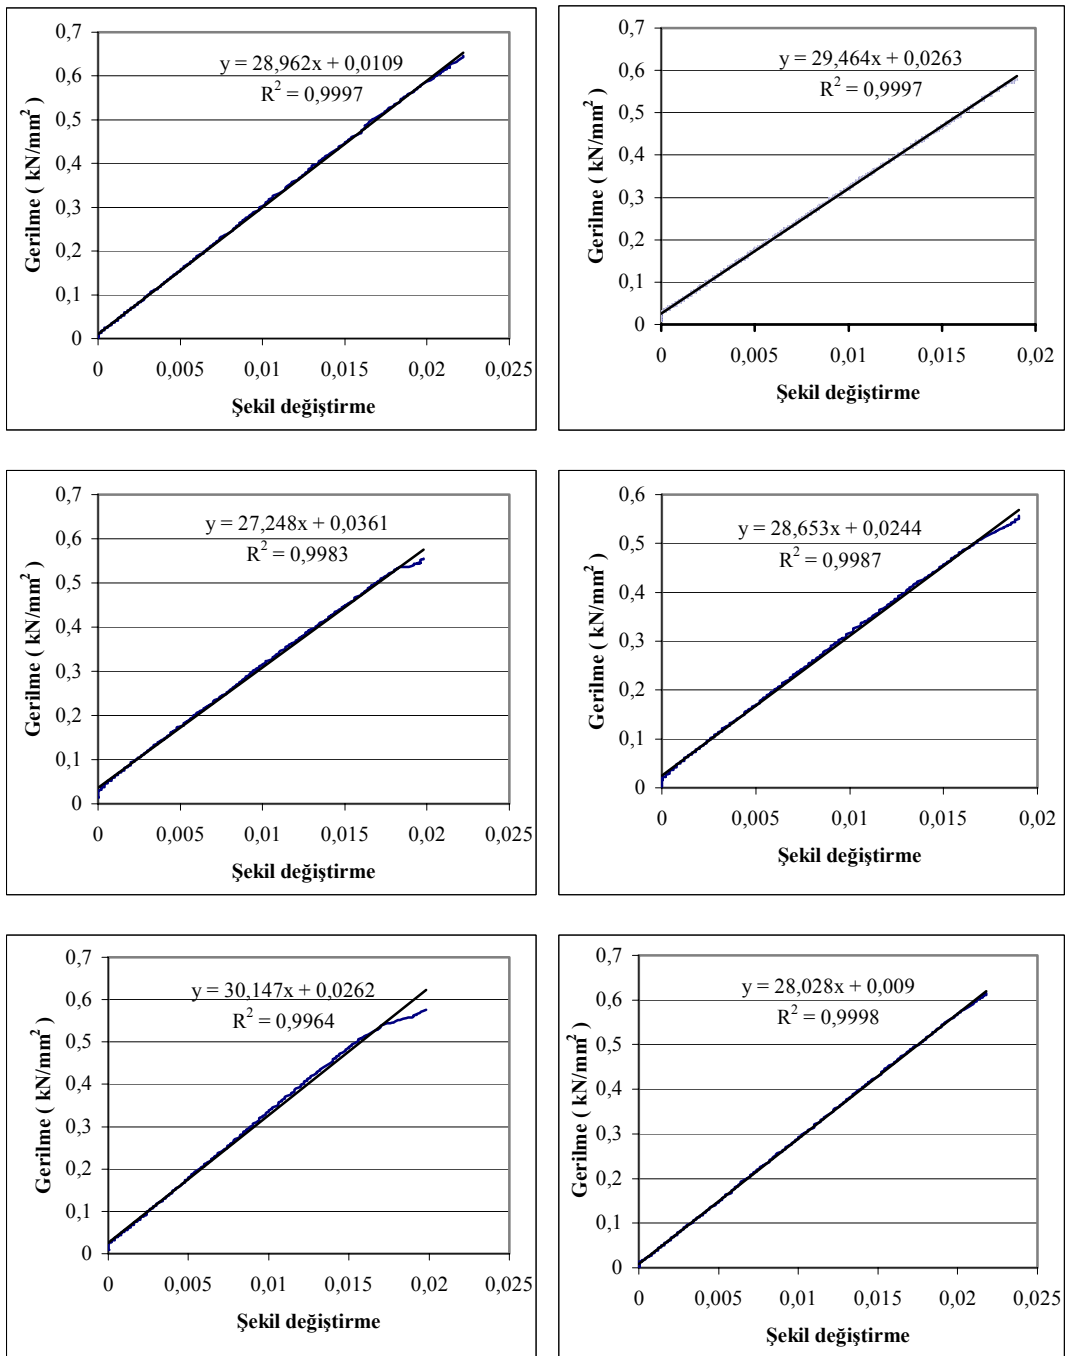 y = 28,962x + 0,0109
R² = 0,9997
0,7
0,6
0,5
0,4
0,3
0,2
0,1
0
0 0,005 0,01 0,015 0,02 0,025
Gerilme ( kN/mm² )
Şekil değiştirme
y = 29,464x + 0,0263
R² = 0,9997
0,7
0,6
0,5
0,4
0,3
0,2
0,1
0
0 0,005 0,01 0,015 0,02
Gerilme ( kN/mm² )
Şekil değiştirme
y = 27,248x + 0,0361
R² = 0,9983
0,7
0,6
0,5
0,4
0,3
0,2
0,1
0
0 0,005 0,01 0,015 0,02 0,025
Gerilme ( kN/mm² )
Şekil değiştirme
y = 28,653x + 0,0244
R² = 0,9987
0,6
0,5
0,4
0,3
0,2
0,1
0
0 0,005 0,01 0,015 0,02
Gerilme ( kN/mm² )
Şekil değiştirme
y = 30,147x + 0,0262
R² = 0,9964
0,7
0,6
0,5
0,4
0,3
0,2
0,1
0
0 0,005 0,01 0,015 0,02 0,025
Gerilme ( kN/mm² )
Şekil değiştirme
y = 28,028x + 0,009
R² = 0,9998
0,7
0,6
0,5
0,4
0,3
0,2
0,1
0
0 0,005 0,01 0,015 0,02 0,025
Gerilme ( kN/mm² )
Şekil değiştirme